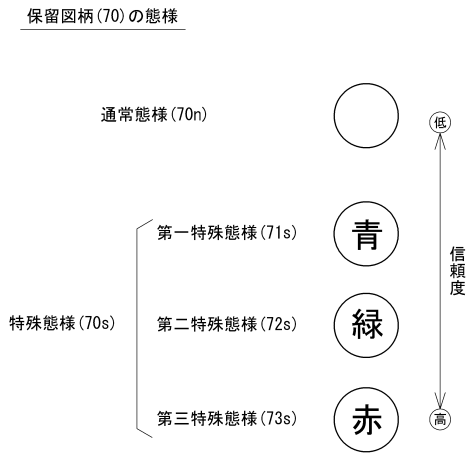 保留図柄(70)の態様
通常態様(70n)
低
第一特殊態様(71s)
青
信頼度
特殊態様(70s)
第二特殊態様(72s)
緑
第三特殊態様(73s)
赤
高